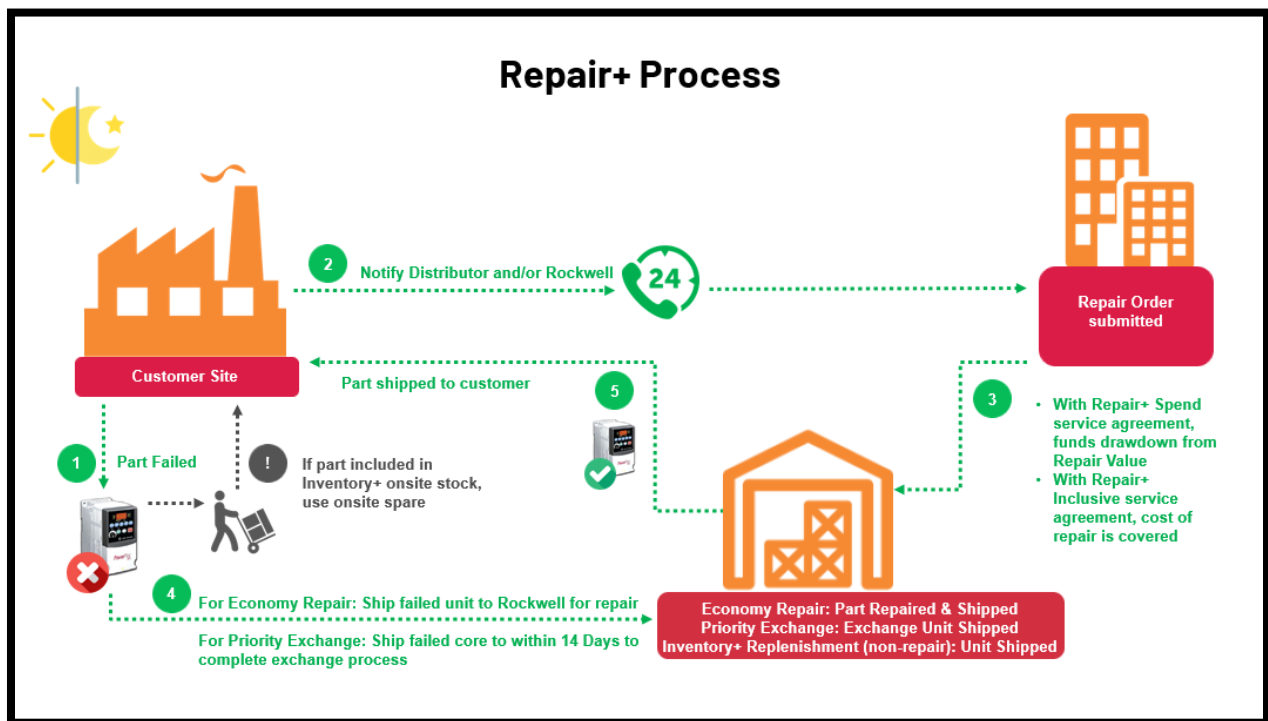 Repair+ Process
2
Notify Distributor and/or Rockwell
24
Repair Order
submitted
Customer Site
Part shipped to customer
5
3
• With Repair+ Spend
service agreement,
funds drawdown from
Repair Value
• With Repair+
Inclusive service
agreement, cost of
repair is covered
1
Part Failed
!
If part included in
Inventory+ onsite stock,
use onsite spare
4
For Economy Repair: Ship failed unit to Rockwell for repair
For Priority Exchange: Ship failed core to within 14 Days to
complete exchange process
Economy Repair: Part Repaired & Shipped
Priority Exchange: Exchange Unit Shipped
Inventory+ Replenishment (non-repair): Unit Shipped